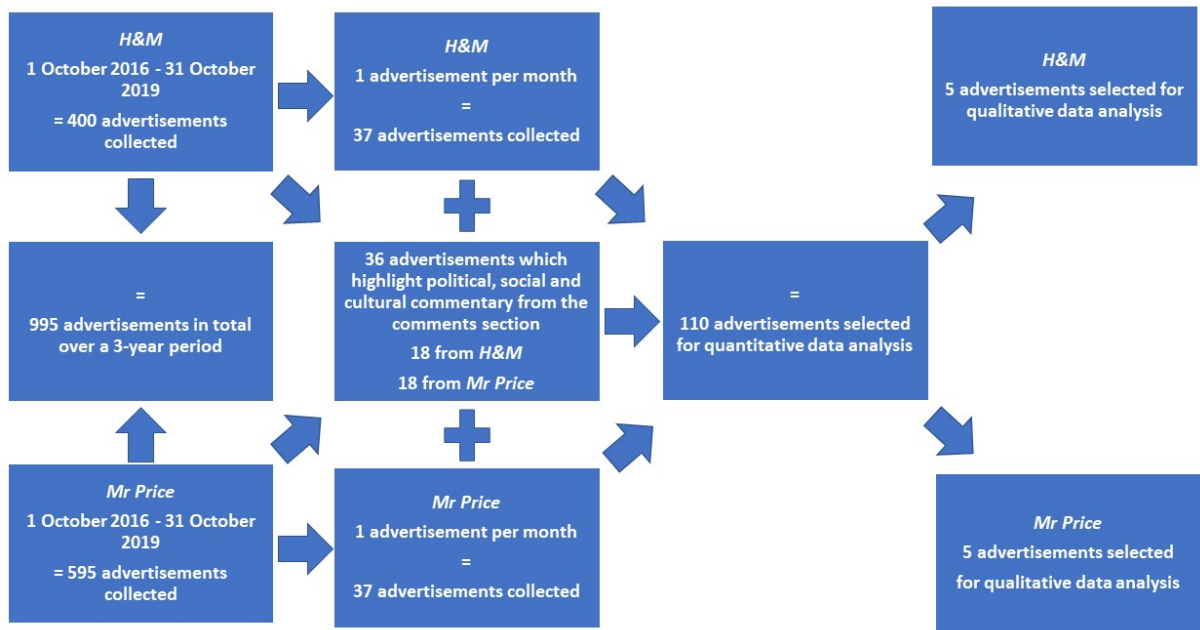 H&M
1 October 2016 - 31 October
2019
= 400 advertisements
collected
H&M
1 advertisement per month
=
37 advertisements collected
H&M
5 advertisements selected for
qualitative data analysis
=
995 advertisements in total
over a 3-year period
36 advertisements which
highlight political, social and
cultural commentary from the
comments section
18 from H&M
18 from Mr Price
=
110 advertisements selected
for quantitative data analysis
Mr Price
1 October 2016 - 31 October
2019
= 595 advertisements
collected
Mr Price
1 advertisement per month
=
37 advertisements collected
Mr Price
5 advertisements selected
for qualitative data analysis